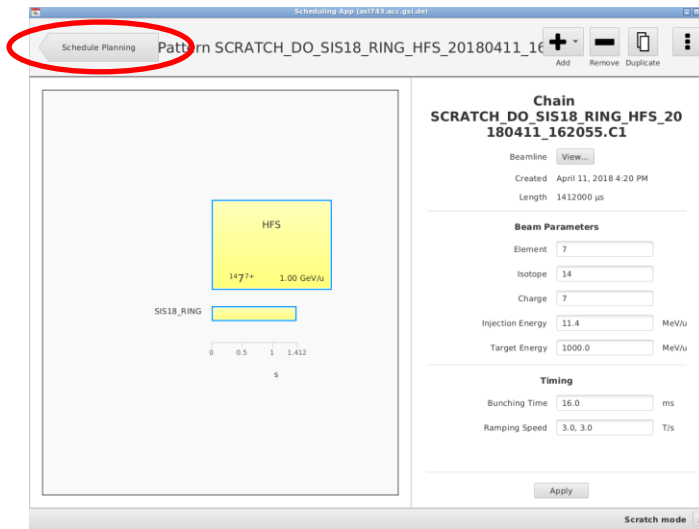 Scheduling App (asl743.acc.gsi.de)
Schedule Planning
Pattern SCRATCH_DO_SIS18_RING_HFS_20180411_16
Add
Remove
Duplicate
HFS
¹⁴7⁷⁺ 1.00 GeV/u
SIS18_RING
0 0.5 1 1.412
s
Chain
SCRATCH_DO_SIS18_RING_HFS_20
180411_162055.C1
Beamline View...
Created April 11, 2018 4:20 PM
Length 1412000 µs
Beam Parameters
Element 7
Isotope 14
Charge 7
Injection Energy 11.4 MeV/u
Target Energy 1000.0 MeV/u
Timing
Bunching Time 16.0 ms
Ramping Speed 3.0, 3.0 T/s
Apply
Scratch mode